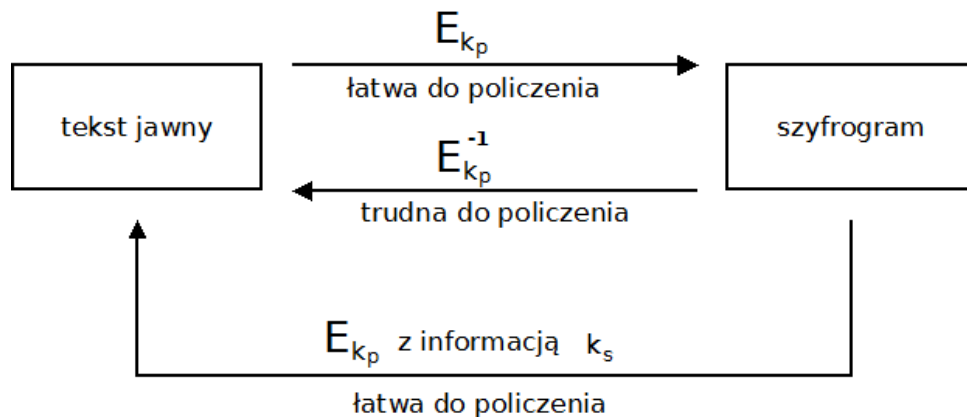 E_{k_p}
łatwa do policzenia
tekst jawny
szyfrogram
E_{k_p}^{-1}
trudna do policzenia
E_{k_p} z informacją k_s
łatwa do policzenia